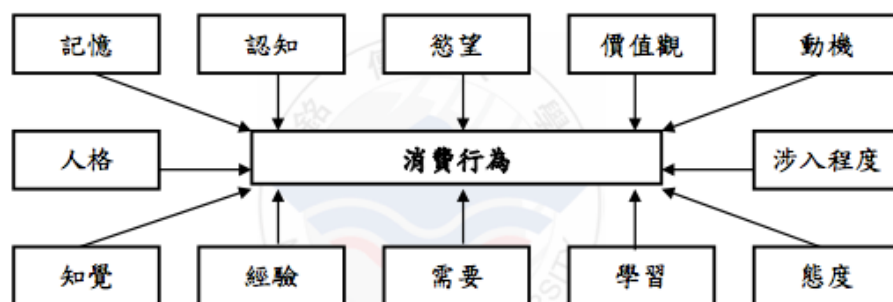 記憶
認知
慾望
價值觀
動機
人格
消費行為
涉入程度
知覺
經驗
需要
學習
態度